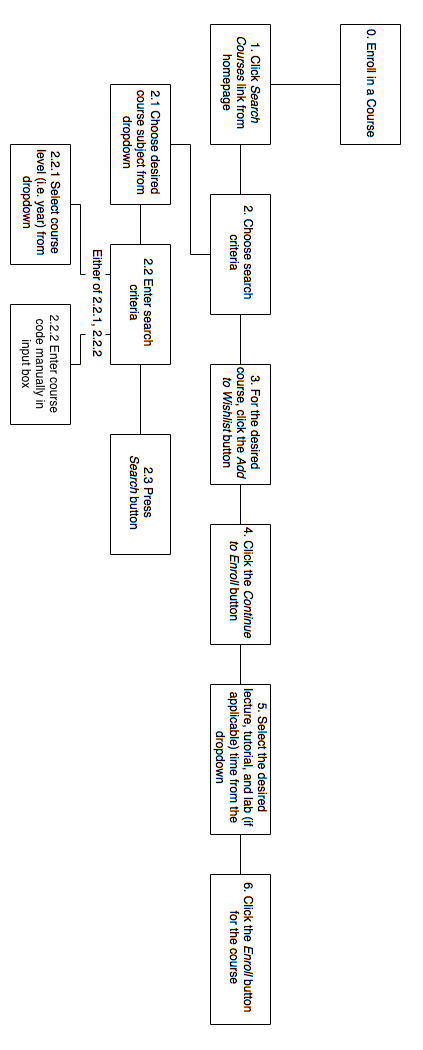 0. Enroll in a Course
1. Click Search
Courses link from
homepage
2. Choose search
criteria
3. For the desired
course, click the Add
to Wishlist button
4. Click the Continue
to Enroll button
5. Select the desired
lecture, tutorial, and lab (if
applicable) time from the
dropdown
6. Click the Enroll button
for the course
2.1 Choose desired
course subject from
dropdown
2.2 Enter search
criteria
2.3 Press
Search button
Either of 2.2.1, 2.2.2
2.2.1 Select course
level (i.e. year) from
dropdown
2.2.2 Enter course
code manually in
input box